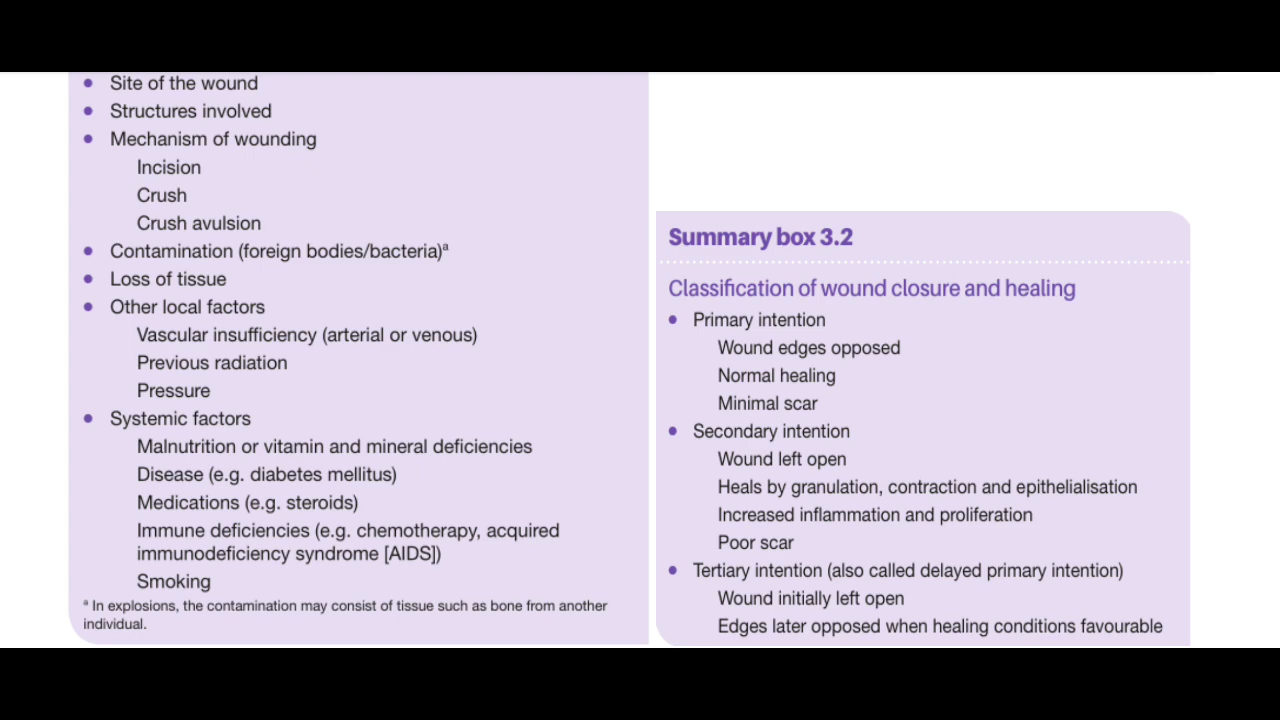 Site of the wound
Structures involved
Mechanism of wounding
Incision
Crush
Crush avulsion
Contamination (foreign bodies/bacteria)ᵃ
Loss of tissue
Other local factors
Vascular insufficiency (arterial or venous)
Previous radiation
Pressure
Systemic factors
Malnutrition or vitamin and mineral deficiencies
Disease (e.g. diabetes mellitus)
Medications (e.g. steroids)
Immune deficiencies (e.g. chemotherapy, acquired
immunodeficiency syndrome [AIDS])
Smoking
ᵃ In explosions, the contamination may consist of tissue such as bone from another
individual.
Summary box 3.2
Classification of wound closure and healing
Primary intention
Wound edges opposed
Normal healing
Minimal scar
Secondary intention
Wound left open
Heals by granulation, contraction and epithelialisation
Increased inflammation and proliferation
Poor scar
Tertiary intention (also called delayed primary intention)
Wound initially left open
Edges later opposed when healing conditions favourable